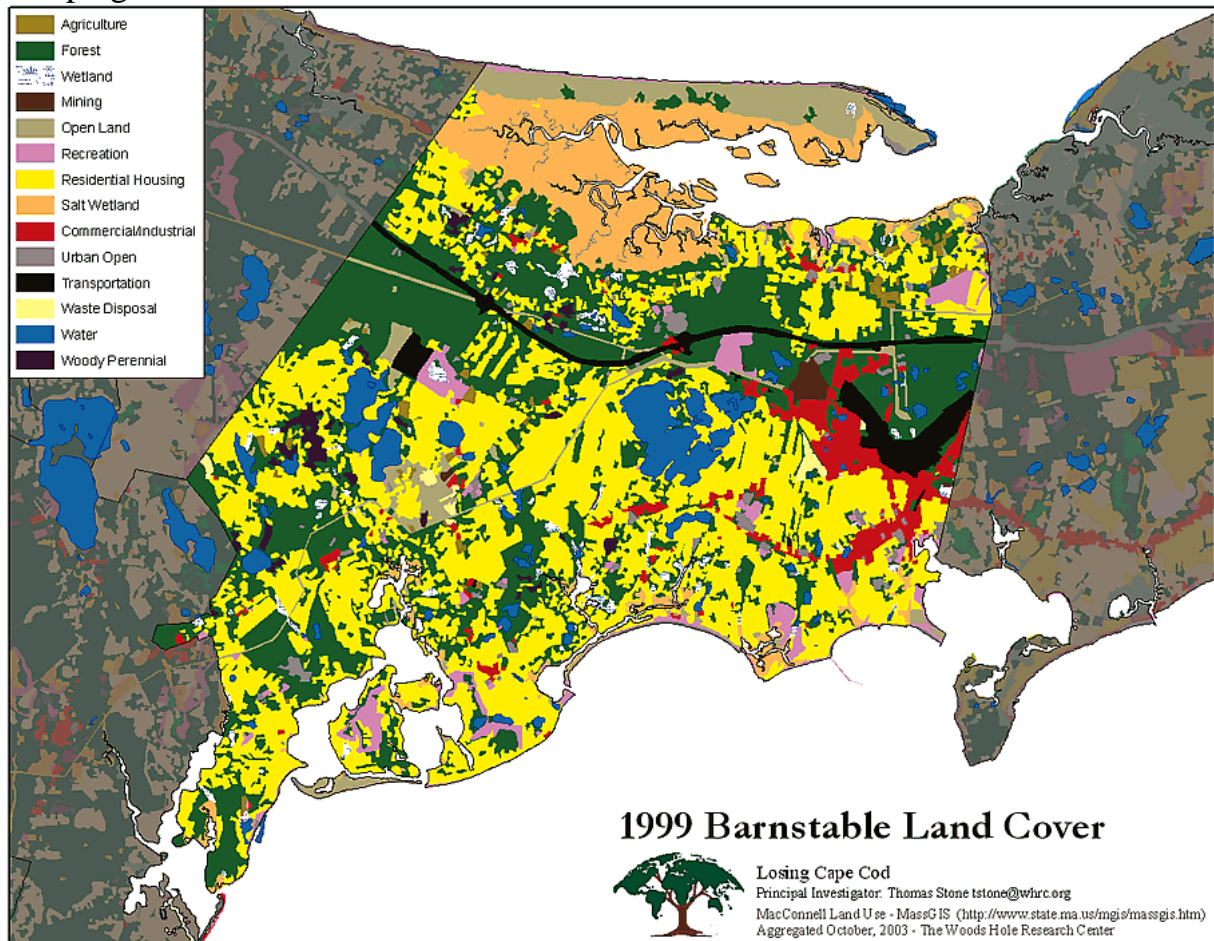 Agriculture
Forest
Wetland
Mining
Open Land
Recreation
Residential Housing
Salt Wetland
Commercial/Industrial
Urban Open
Transportation
Waste Disposal
Water
Woody Perennial
1999 Barnstable Land Cover
Losing Cape Cod
Principal Investigator: Thomas Stone tstone@whrc.org
MacConnell Land Use - MassGIS (http://www.state.ma.us/mgis/massgis.htm)
Aggregated October, 2003 - The Woods Hole Research Center